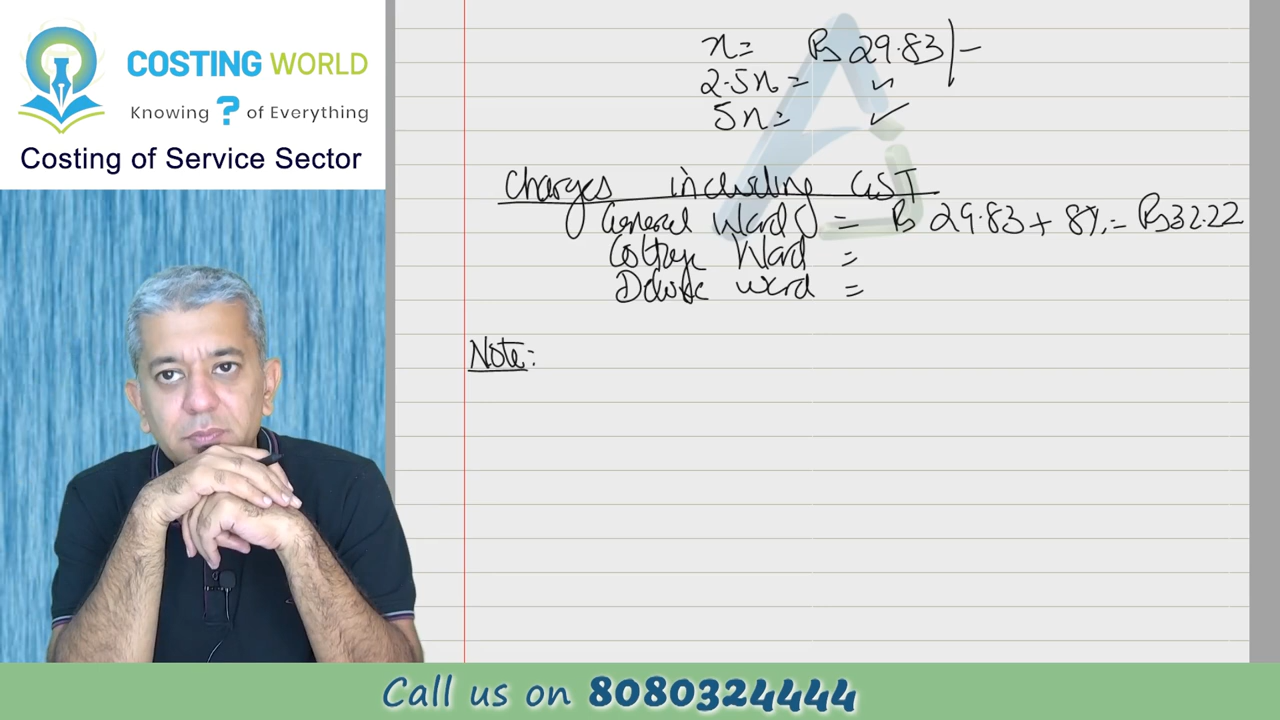 COSTING WORLD
Knowing ? of Everything
Costing of Service Sector
x = Rs 29.83/-
2.5x =
5x =
Charges including GST
General Ward = Rs 29.83 + 8% = Rs 32.22
Cottage Ward =
Deluxe Ward =
Note:
Call us on 8080324444